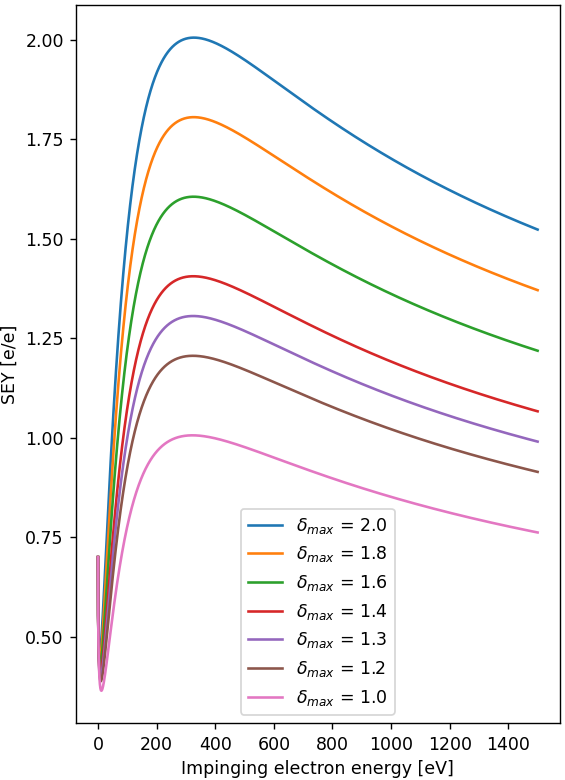 2.00
1.75
1.50
1.25
1.00
0.75
0.50
SEY [e/e]
δmax = 2.0
δmax = 1.8
δmax = 1.6
δmax = 1.4
δmax = 1.3
δmax = 1.2
δmax = 1.0
0 200 400 600 800 1000 1200 1400
Impinging electron energy [eV]